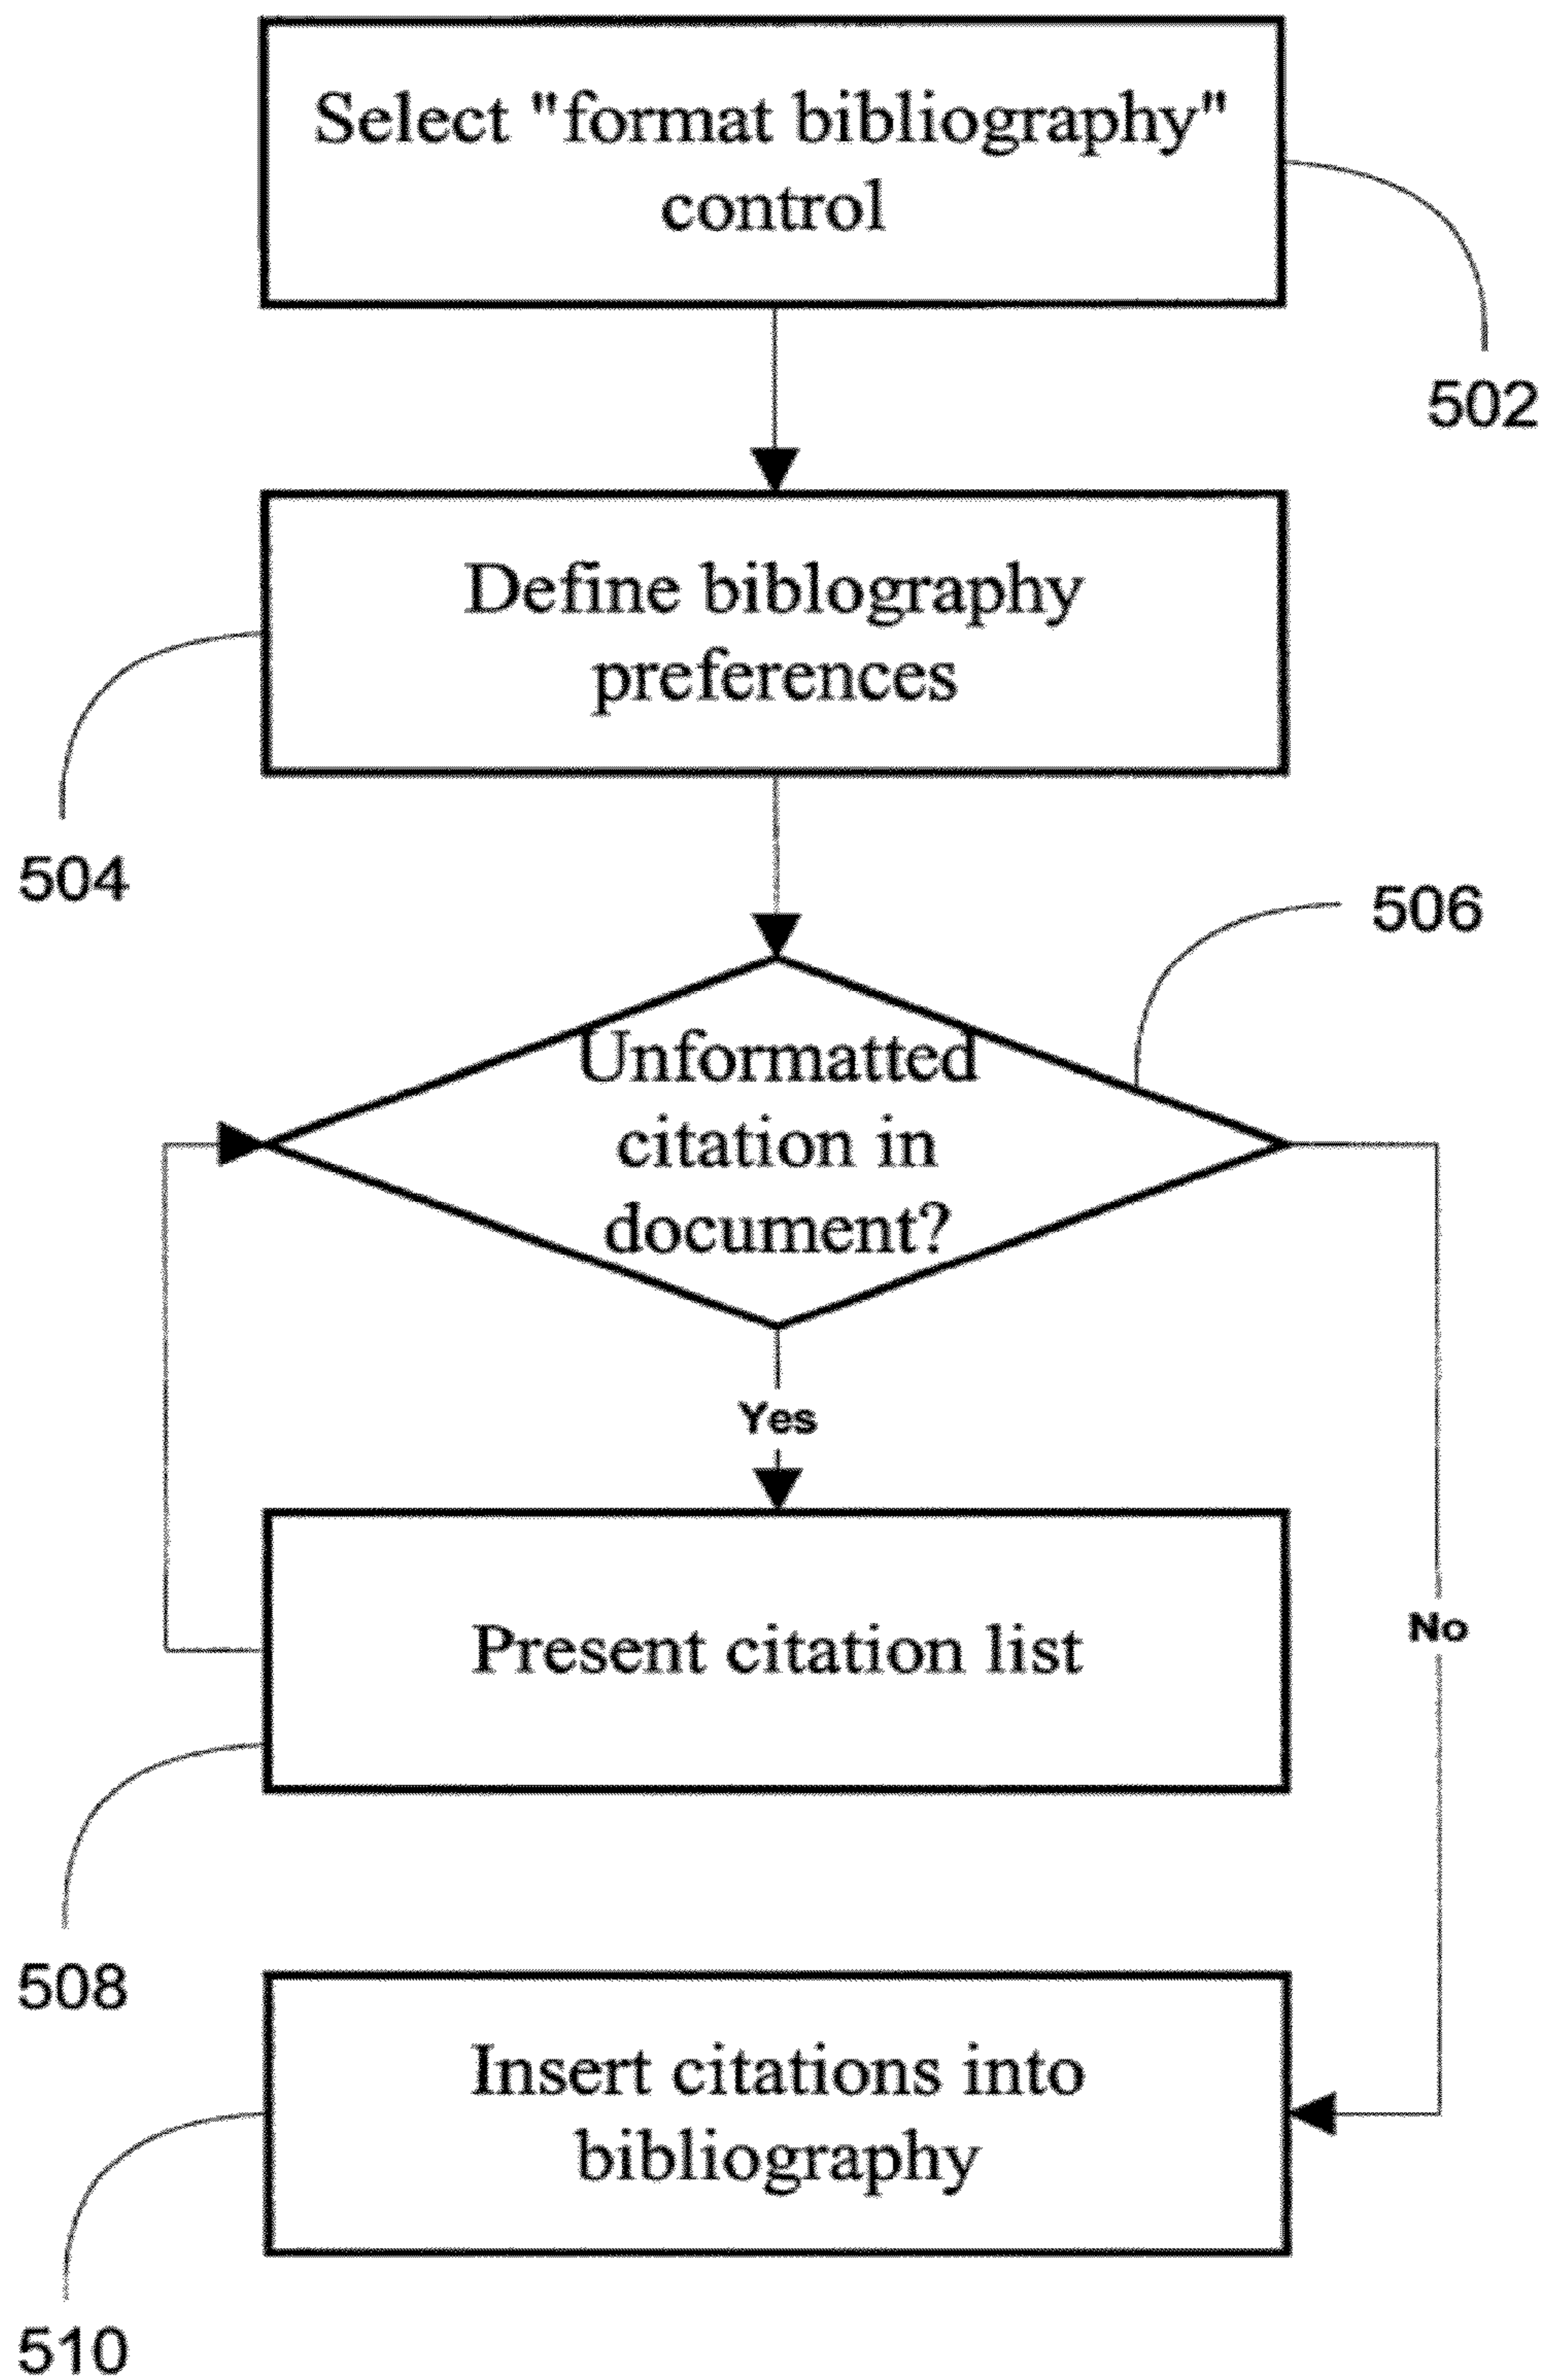 Select "format bibliography"
control
502
Define biblography
preferences
504
506
Unformatted
citation in
document?
Yes
Present citation list
No
508
Insert citations into
bibliography
510